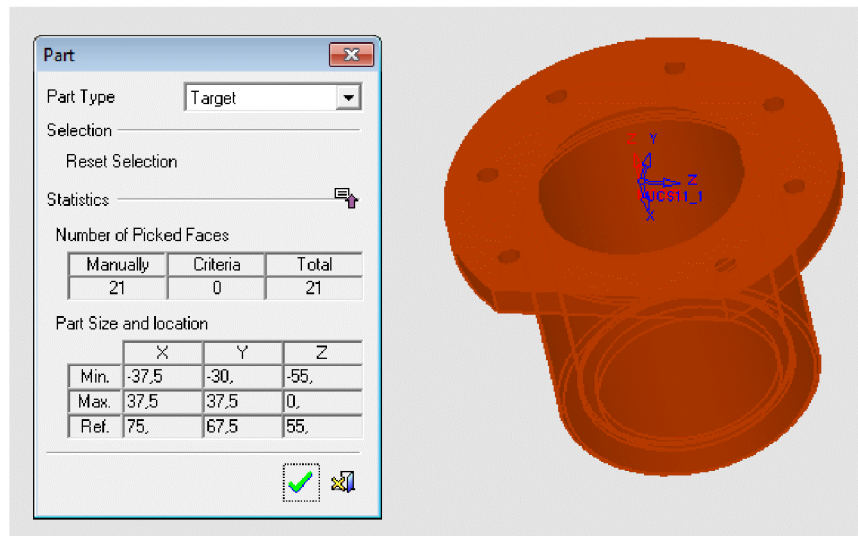 Part
Part Type Target
Selection
Reset Selection
Statistics
Number of Picked Faces
Manually Criteria Total
21 0 21
Part Size and location
X Y Z
Min. -37,5 -30, -55,
Max. 37,5 37,5 0,
Ref. 75, 67,5 55,
Z Y
Z
UCS11_1
X